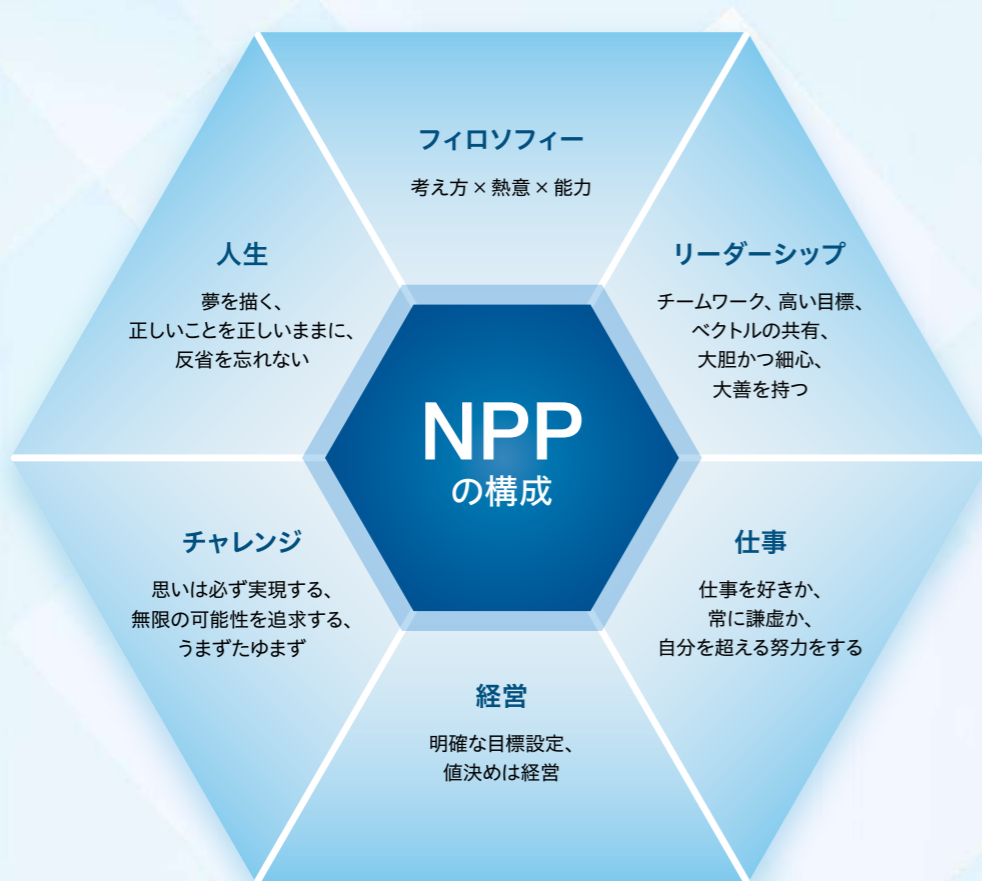 フィロソフィー
考え方 × 熱意 × 能力
リーダーシップ
チームワーク、高い目標、
ベクトルの共有、
大胆かつ細心、
大善を持つ
仕事
仕事を好きか、
常に謙虚か、
自分を超える努力をする
経営
明確な目標設定、
値決めは経営
チャレンジ
思いは必ず実現する、
無限の可能性を追求する、
うまずたゆまず
人生
夢を描く、
正しいことを正しいままに、
反省を忘れない
NPP
の構成